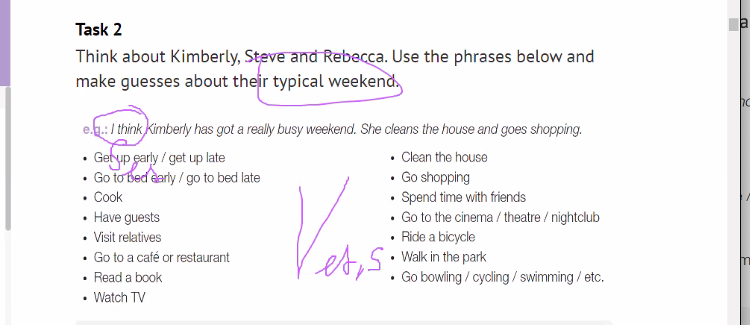 Task 2
Think about Kimberly, Steve and Rebecca. Use the phrases below and
make guesses about their typical weekend.
e.g.: I think Kimberly has got a really busy weekend. She cleans the house and goes shopping.
• Get up early / get up late
• Go to bed early / go to bed late
• Cook
• Have guests
• Visit relatives
• Go to a café or restaurant
• Read a book
• Watch TV
• Clean the house
• Go shopping
• Spend time with friends
• Go to the cinema / theatre / nightclub
• Ride a bicycle
• Walk in the park
• Go bowling / cycling / swimming / etc.